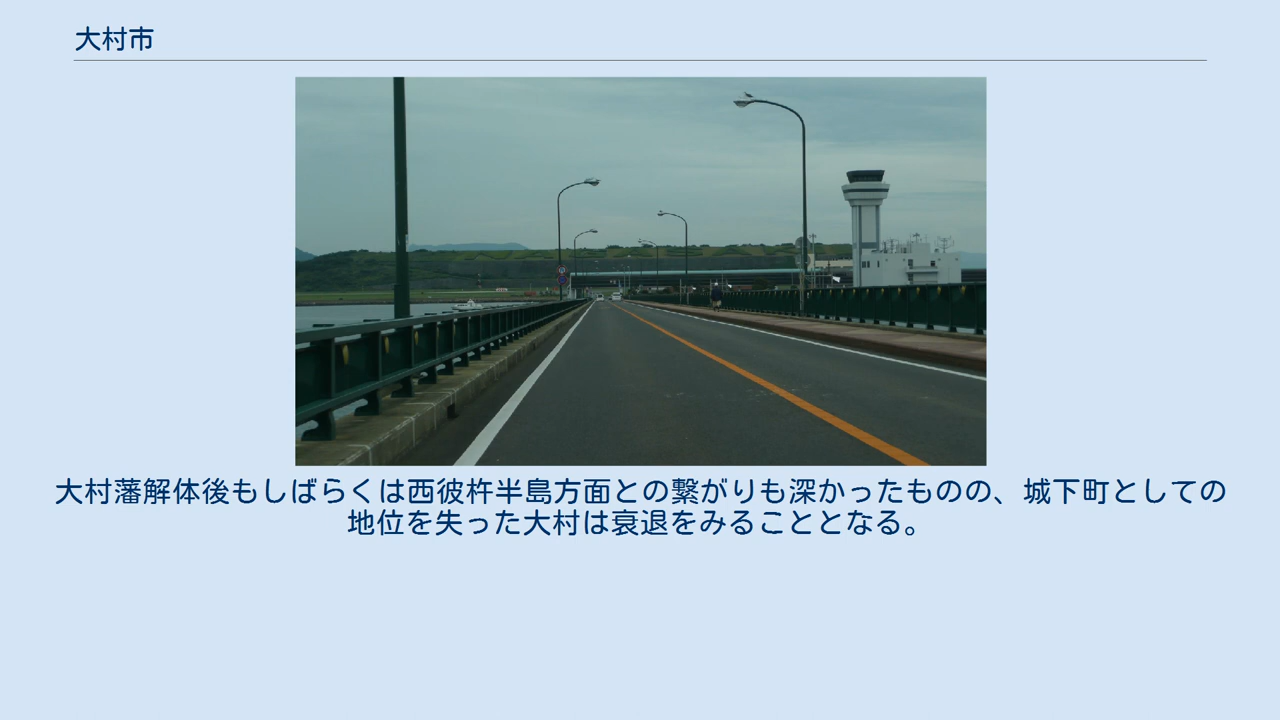 大村市
大村藩解体後もしばらくは西彼杵半島方面との繋がりも深かったものの、城下町としての
地位を失った大村は衰退をみることとなる。